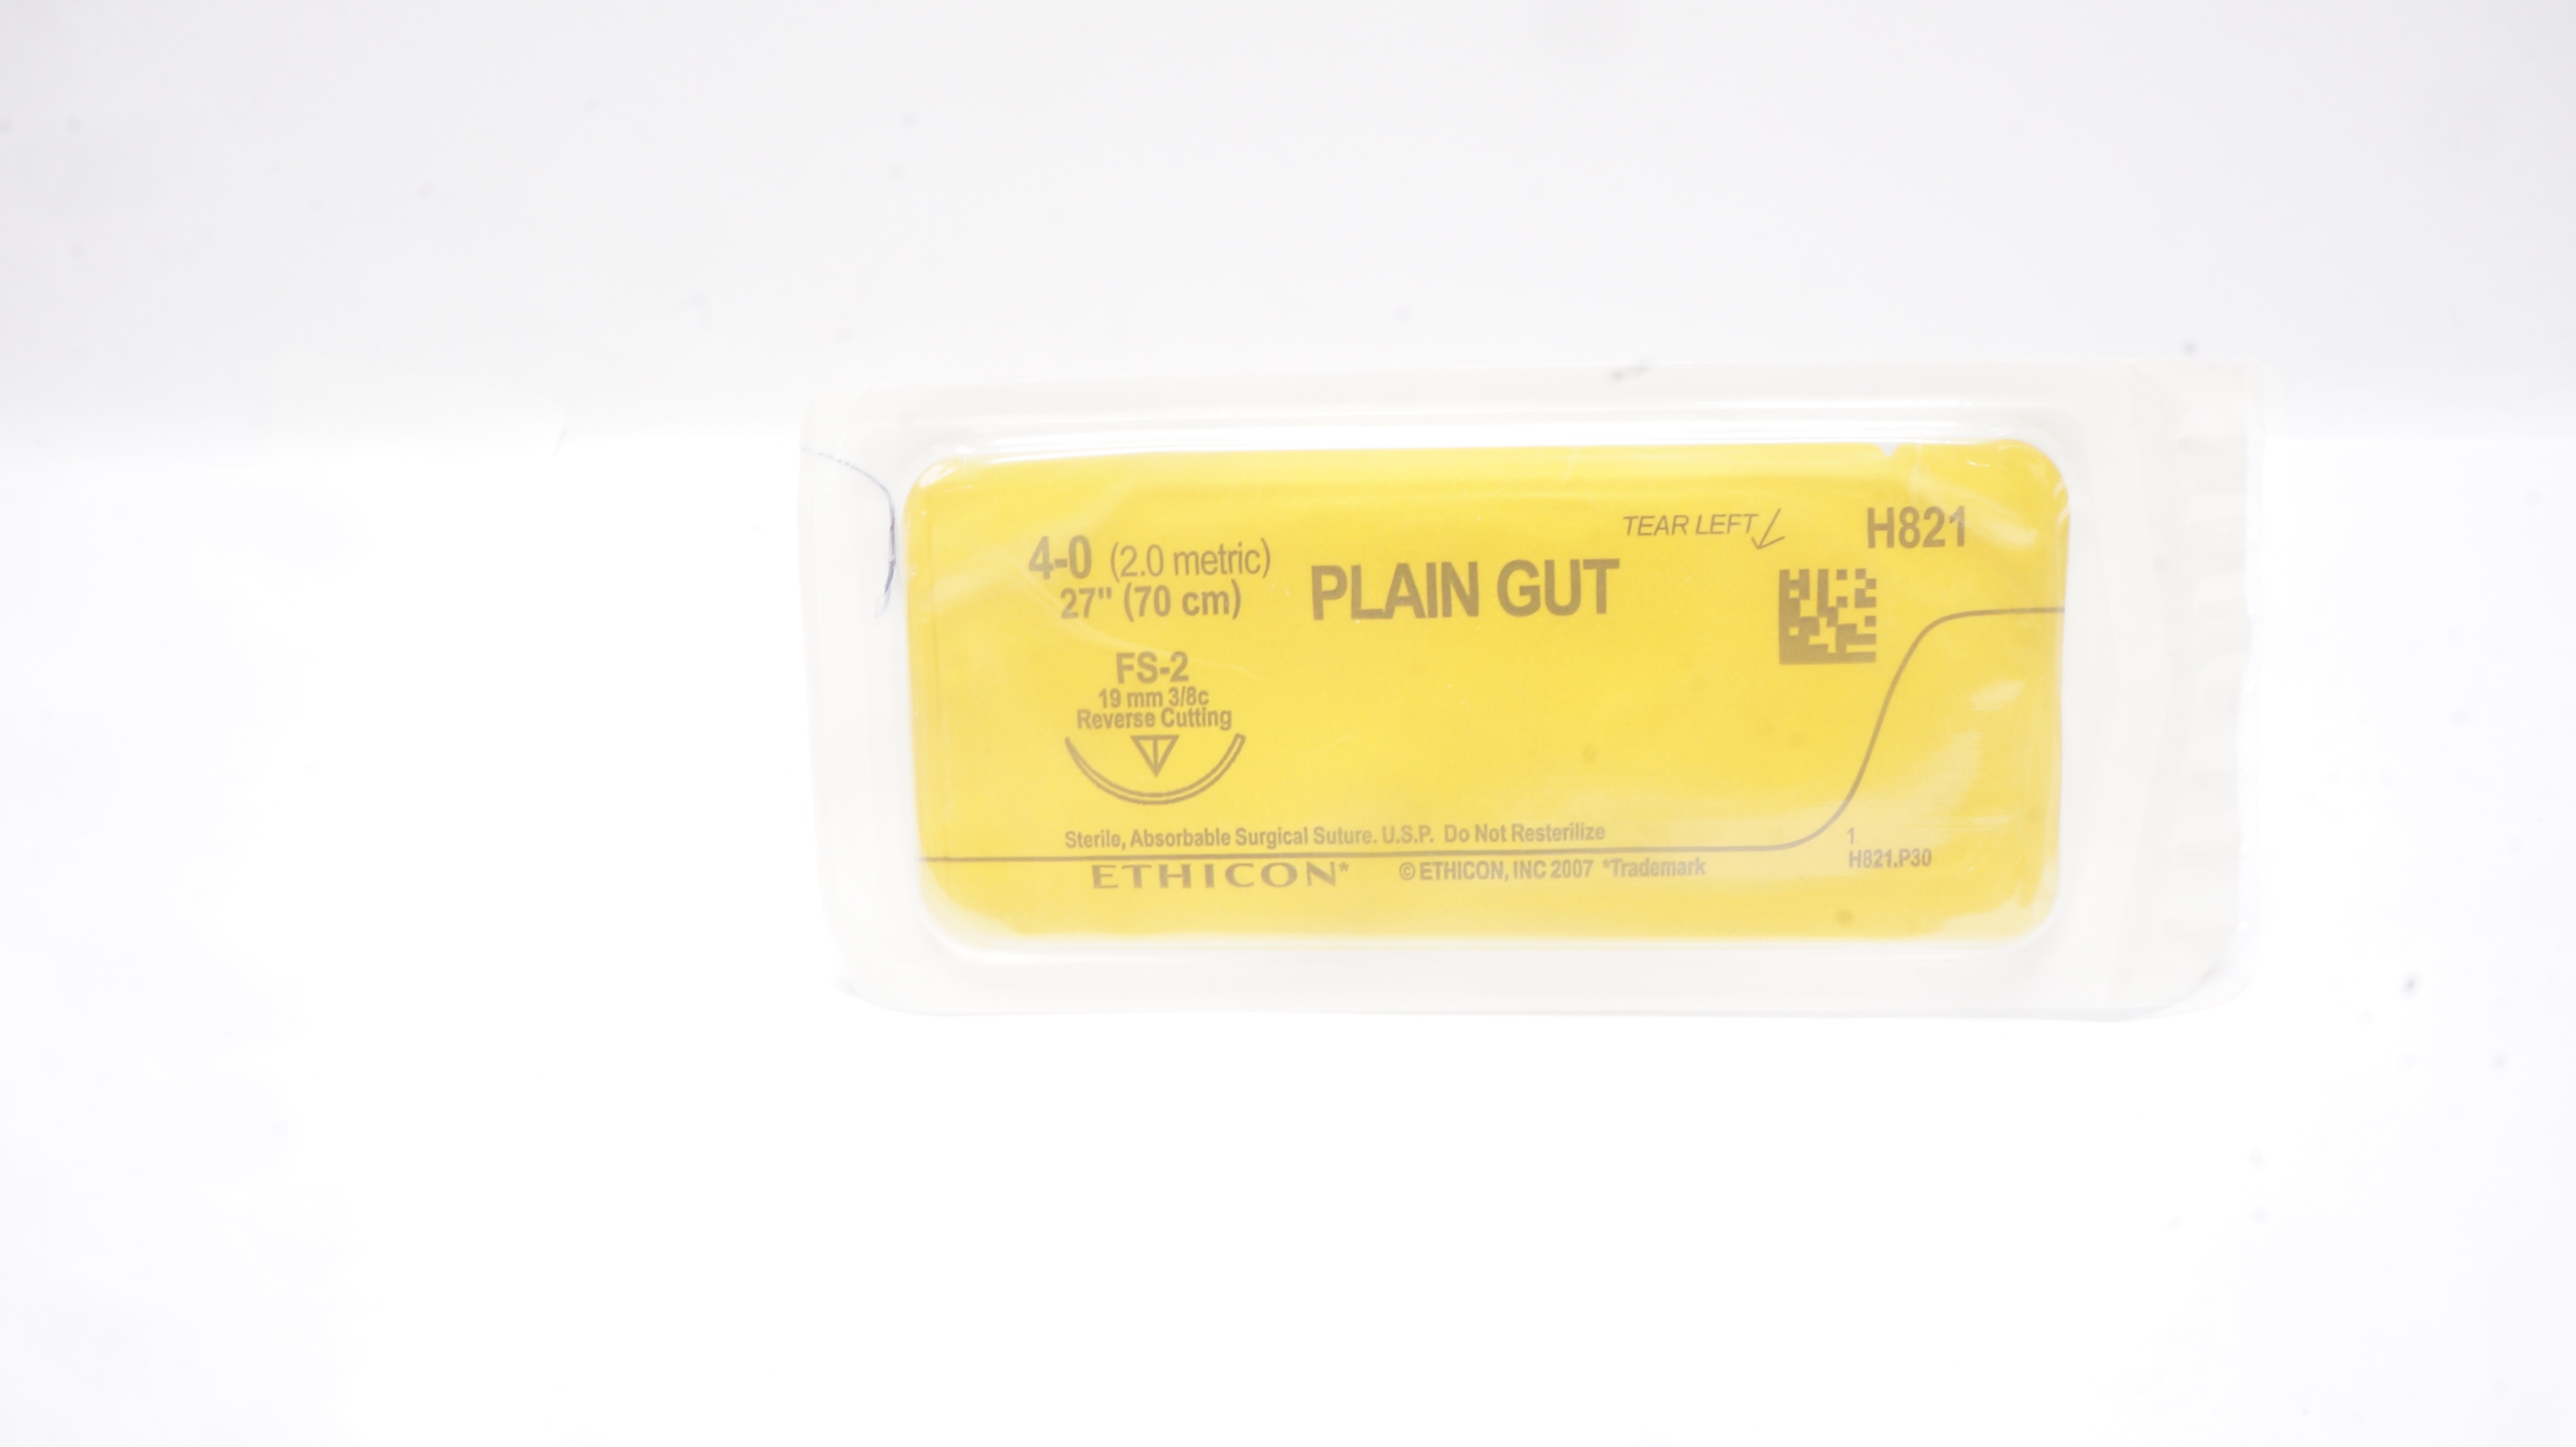 TEAR LEFT
H821
4-0 (2.0 metric)
27" (70 cm)
PLAIN GUT
FS-2
19 mm 3/8c
Reverse Cutting
Sterile, Absorbable Surgical Suture. U.S.P. Do Not Resterilize
1
H821.P30
ETHICON* © ETHICON, INC 2007 *Trademark